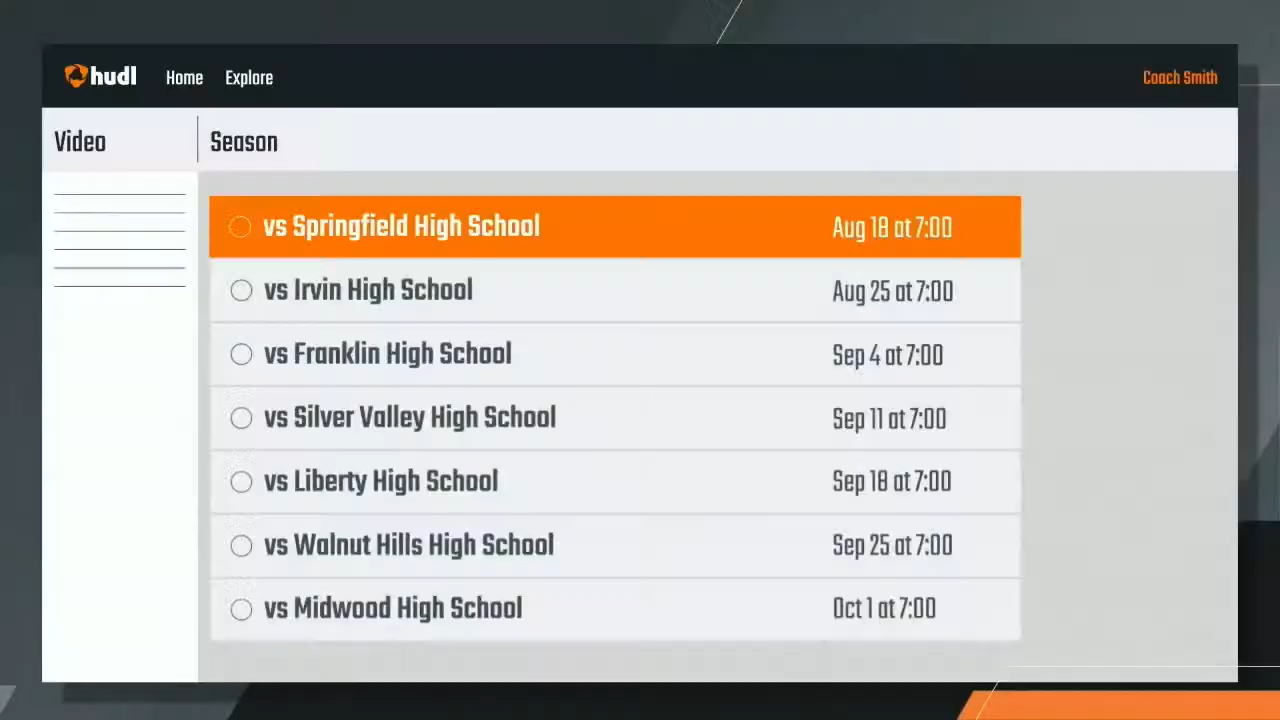 hudl Home Explore Coach Smith
Video Season
vs Springfield High School Aug 18 at 7:00
vs Irvin High School Aug 25 at 7:00
vs Franklin High School Sep 4 at 7:00
vs Silver Valley High School Sep 11 at 7:00
vs Liberty High School Sep 18 at 7:00
vs Walnut Hills High School Sep 25 at 7:00
vs Midwood High School Oct 1 at 7:00